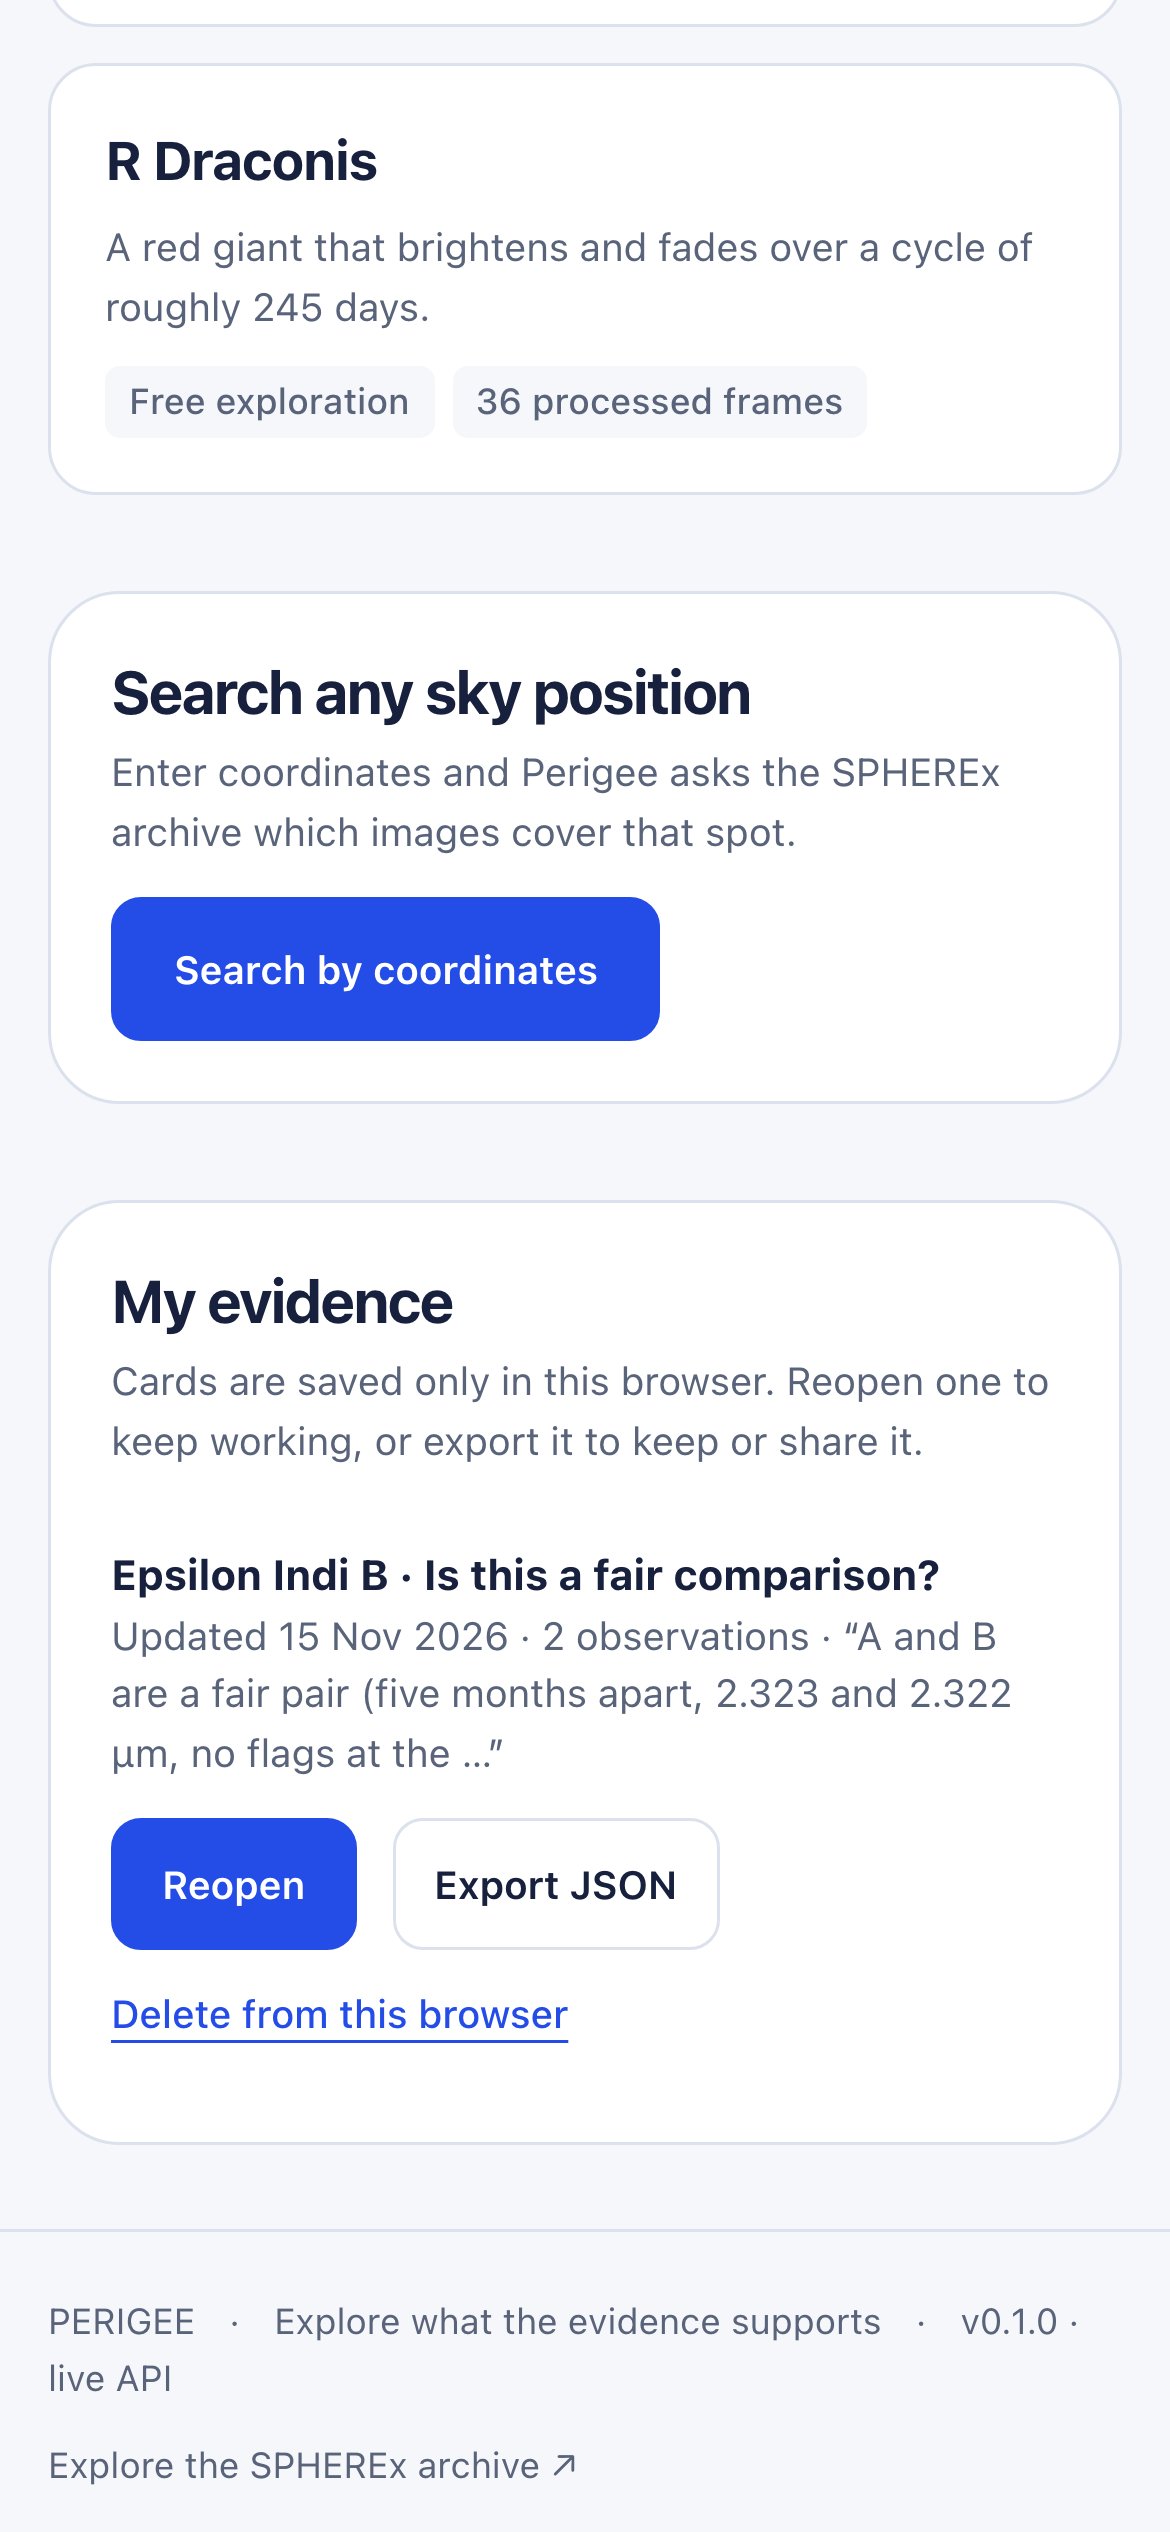 R Draconis
A red giant that brightens and fades over a cycle of
roughly 245 days.
Free exploration
36 processed frames
Search any sky position
Enter coordinates and Perigee asks the SPHEREx
archive which images cover that spot.
Search by coordinates
My evidence
Cards are saved only in this browser. Reopen one to
keep working, or export it to keep or share it.
Epsilon Indi B · Is this a fair comparison?
Updated 15 Nov 2026 · 2 observations · “A and B
are a fair pair (five months apart, 2.323 and 2.322
µm, no flags at the …”
Reopen
Export JSON
Delete from this browser
PERIGEE · Explore what the evidence supports · v0.1.0 ·
live API
Explore the SPHEREx archive ↗